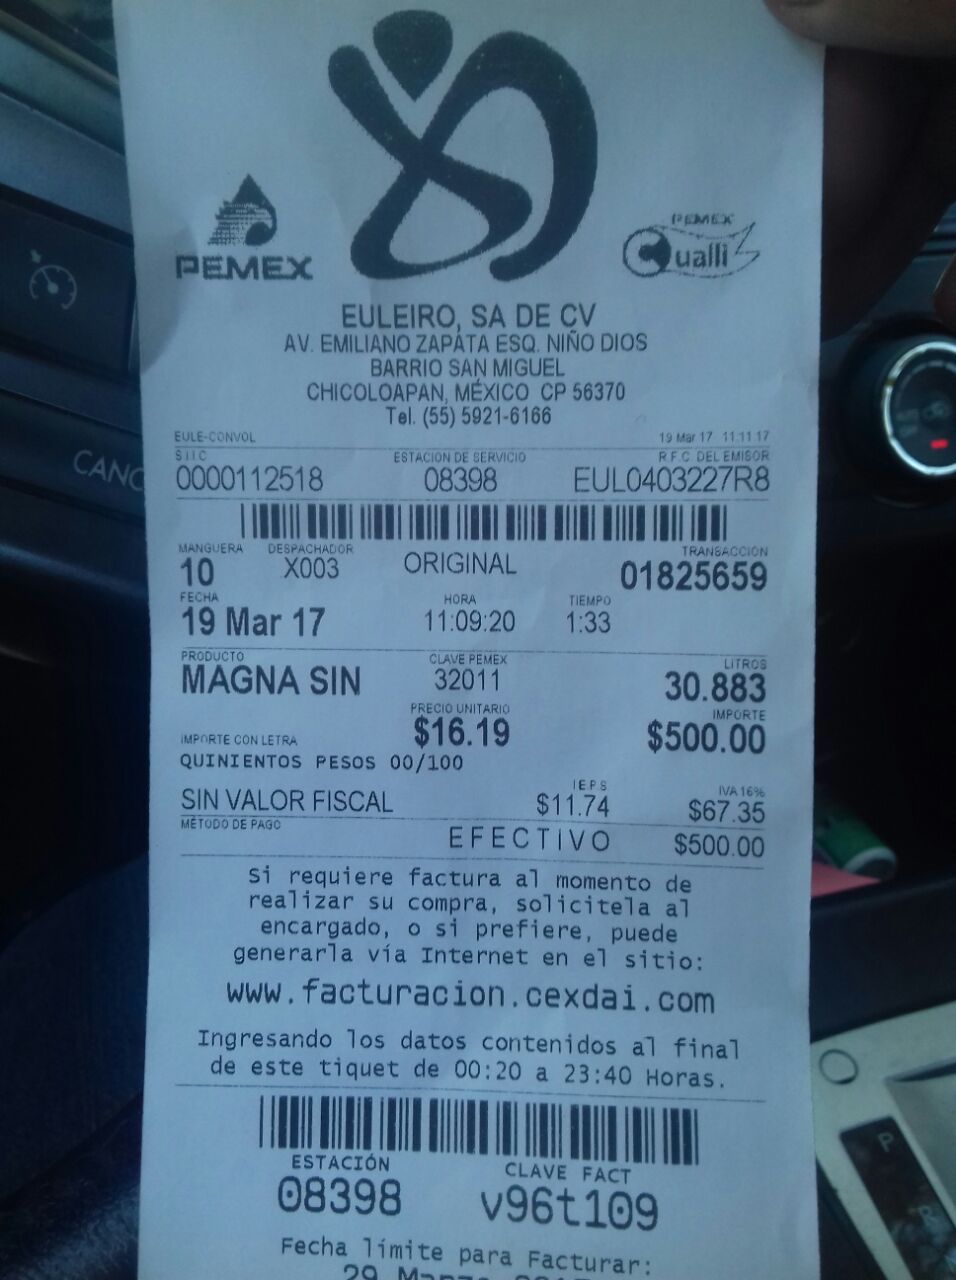 PEMEX
PEMEX
Qualli
EULEIRO, SA DE CV
AV. EMILIANO ZAPATA ESQ. NIÑO DIOS
BARRIO SAN MIGUEL
CHICOLOAPAN, MÉXICO CP 56370
Tel. (55) 5921-6166
EULE-CONVOL 19 Mar 17 11:11:17
SIIC ESTACION DE SERVICIO R.F.C. DEL EMISOR
0000112518 08398 EUL0403227R8
MANGUERA DESPACHADOR ORIGINAL TRANSACCION
10 X003 01825659
FECHA HORA TIEMPO
19 Mar 17 11:09:20 1:33
PRODUCTO CLAVE PEMEX LITROS
MAGNA SIN 32011 30.883
PRECIO UNITARIO IMPORTE
IMPORTE CON LETRA $16.19 $500.00
QUINIENTOS PESOS 00/100
IEPS IVA 16%
SIN VALOR FISCAL $11.74 $67.35
MÉTODO DE PAGO EFECTIVO $500.00
Si requiere factura al momento de
realizar su compra, solicitela al
encargado, o si prefiere, puede
generarla vía Internet en el sitio:
www.facturacion.cexdai.com
Ingresando los datos contenidos al final
de este tiquet de 00:20 a 23:40 Horas.
ESTACIÓN CLAVE FACT
08398 v96t109
Fecha límite para Facturar:
29 Marzo
CANC
P
R